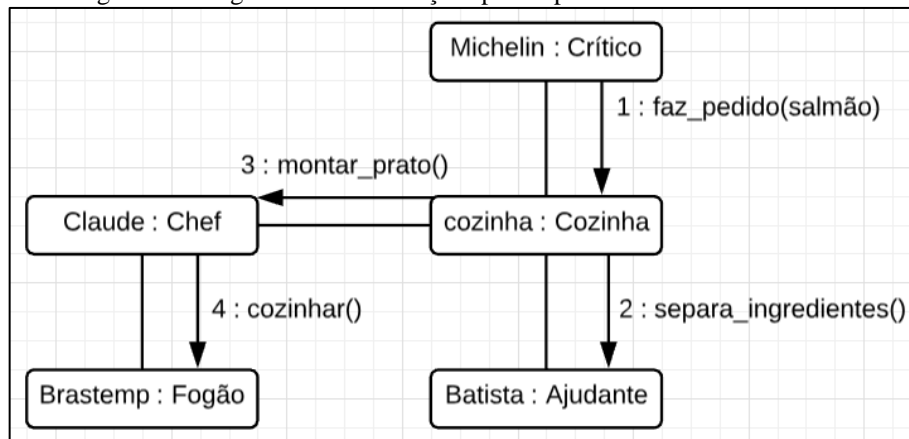 Michelin : Crítico
1 : faz_pedido(salmão)
3 : montar_prato()
Claude : Chef
cozinha : Cozinha
4 : cozinhar()
2 : separa_ingredientes()
Brastemp : Fogão
Batista : Ajudante